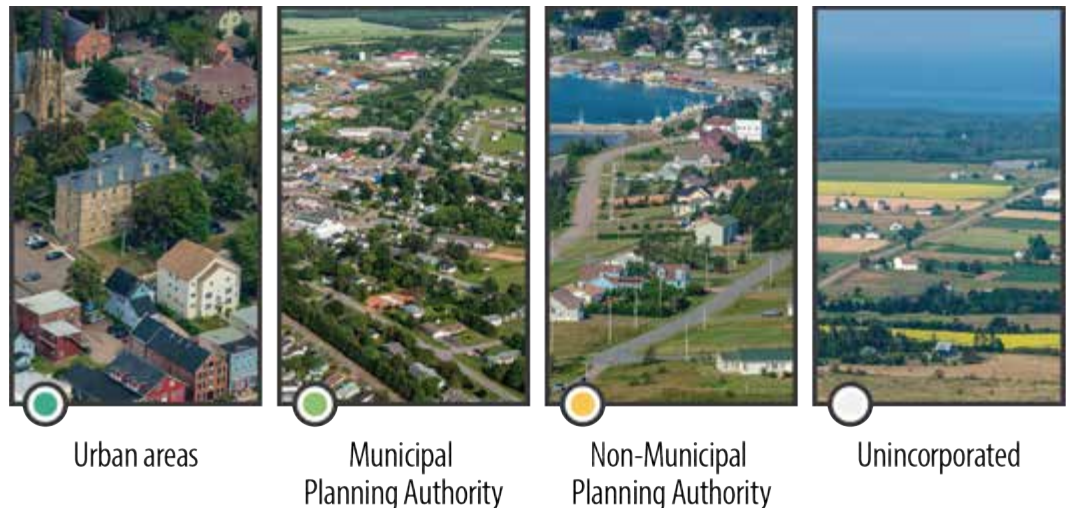 Urban areas
Municipal
Planning Authority
Non-Municipal
Planning Authority
Unincorporated